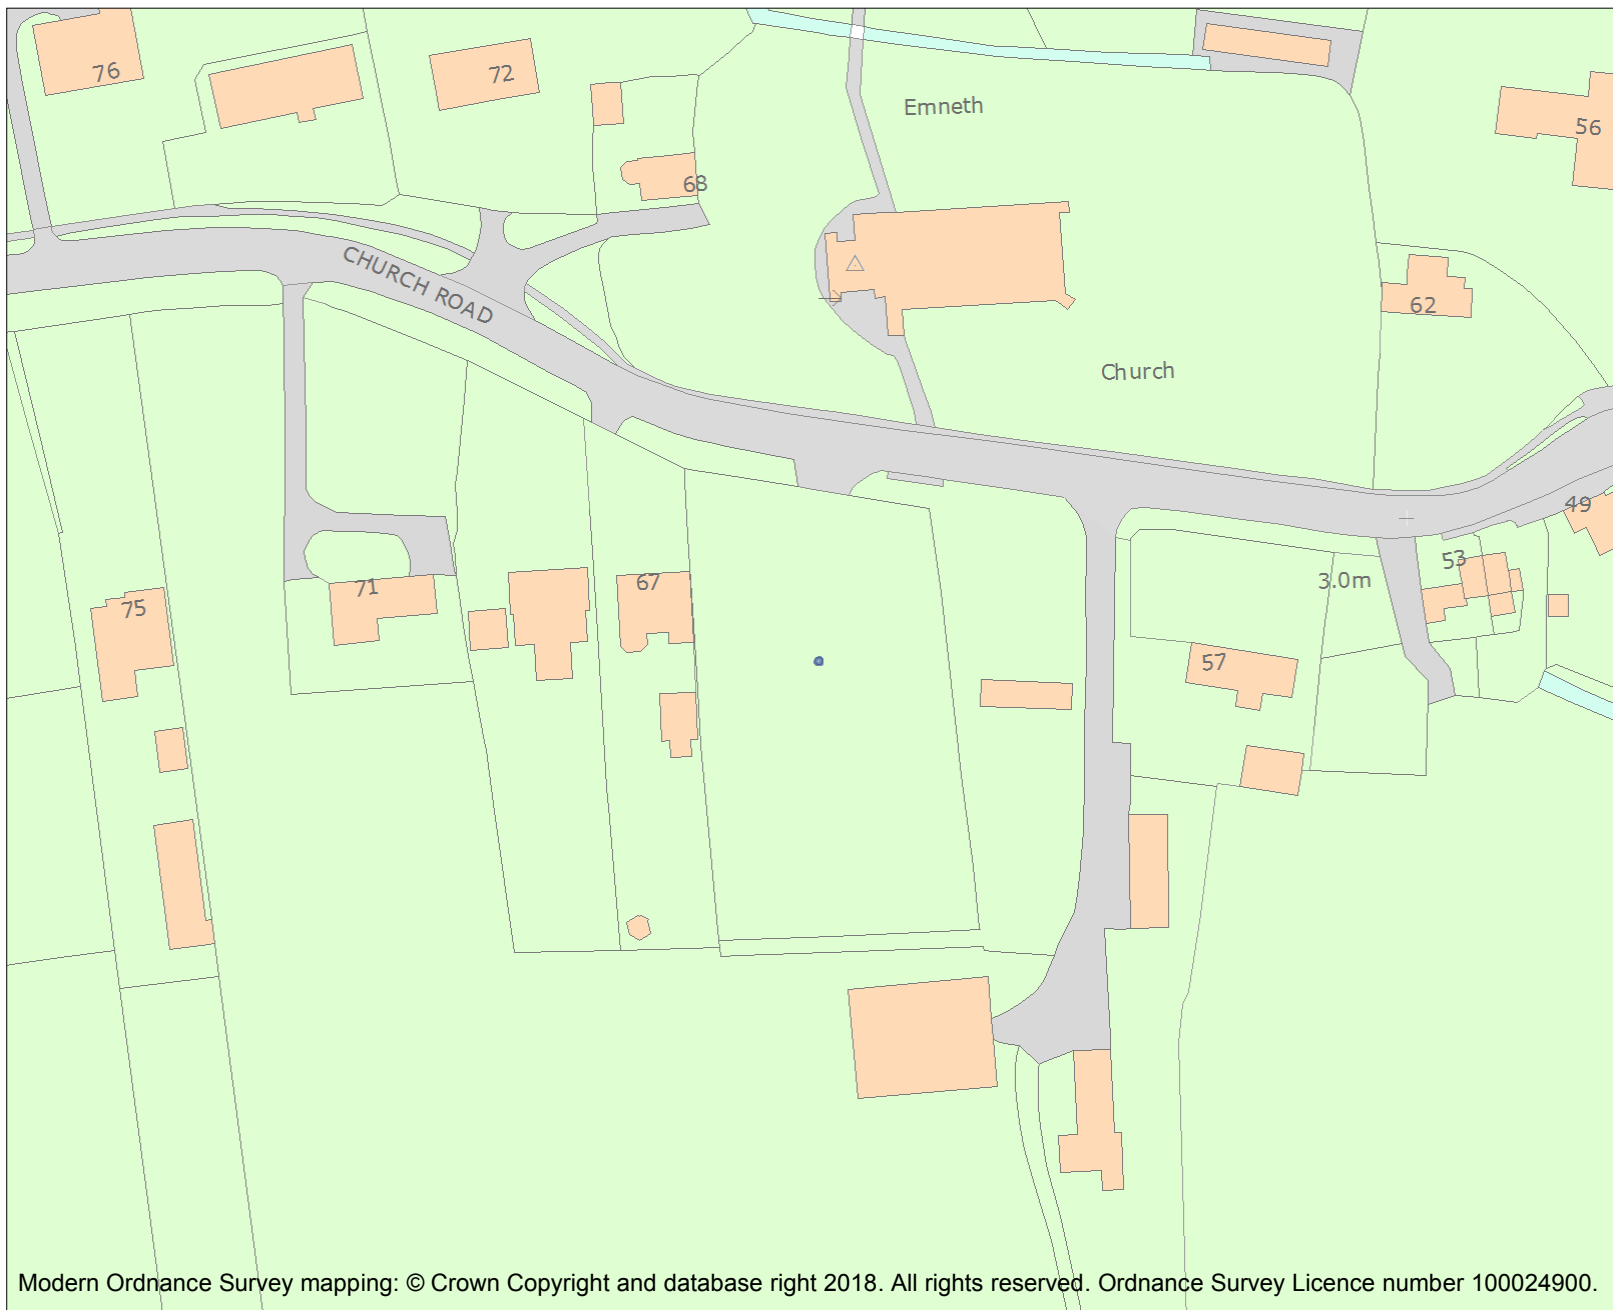 76
72
Emneth
56
68
CHURCH ROAD
62
Church
49
53
3.0m
71
67
75
57
Modern Ordnance Survey mapping: © Crown Copyright and database right 2018. All rights reserved. Ordnance Survey Licence number 100024900.